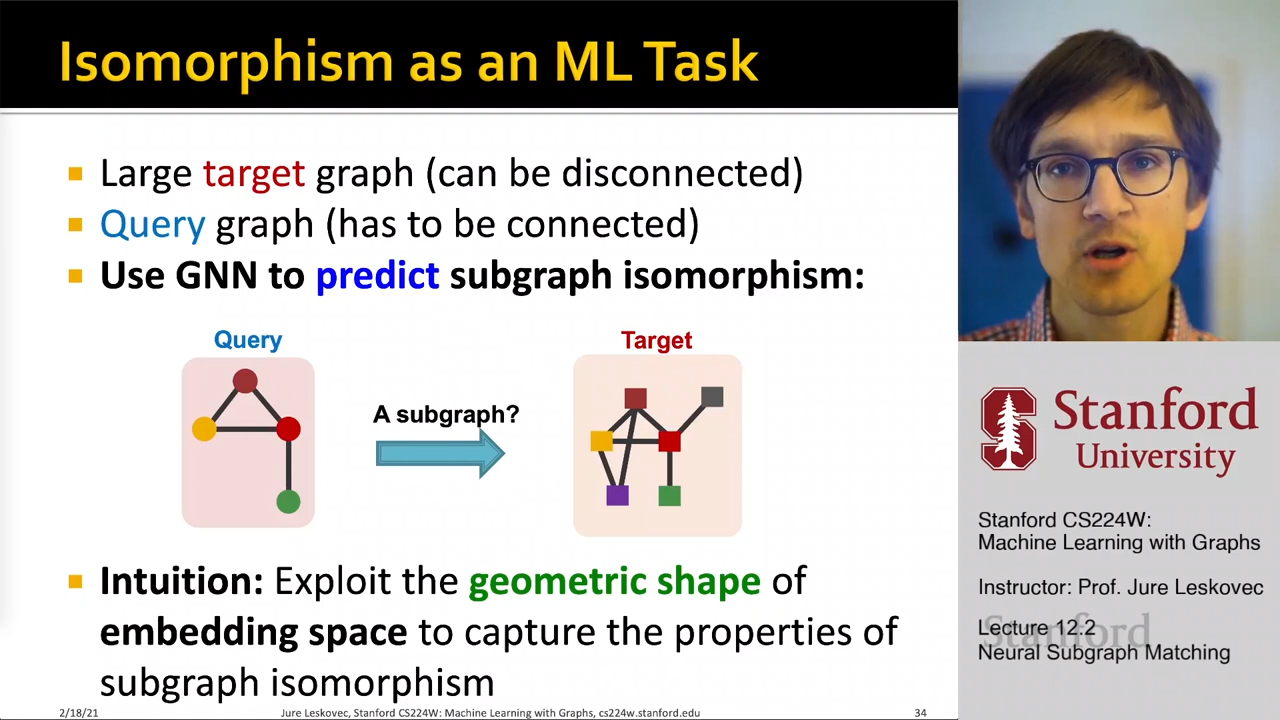 Isomorphism as an ML Task
Large target graph (can be disconnected)
Query graph (has to be connected)
Use GNN to predict subgraph isomorphism:
Query
A subgraph?
Target
Intuition: Exploit the geometric shape of
embedding space to capture the properties of
subgraph isomorphism
2/18/21
Jure Leskovec, Stanford CS224W: Machine Learning with Graphs, cs224w.stanford.edu
34
Stanford
University
Stanford CS224W:
Machine Learning with Graphs
Instructor: Prof. Jure Leskovec
Stanford
Lecture 12.2
Neural Subgraph Matching